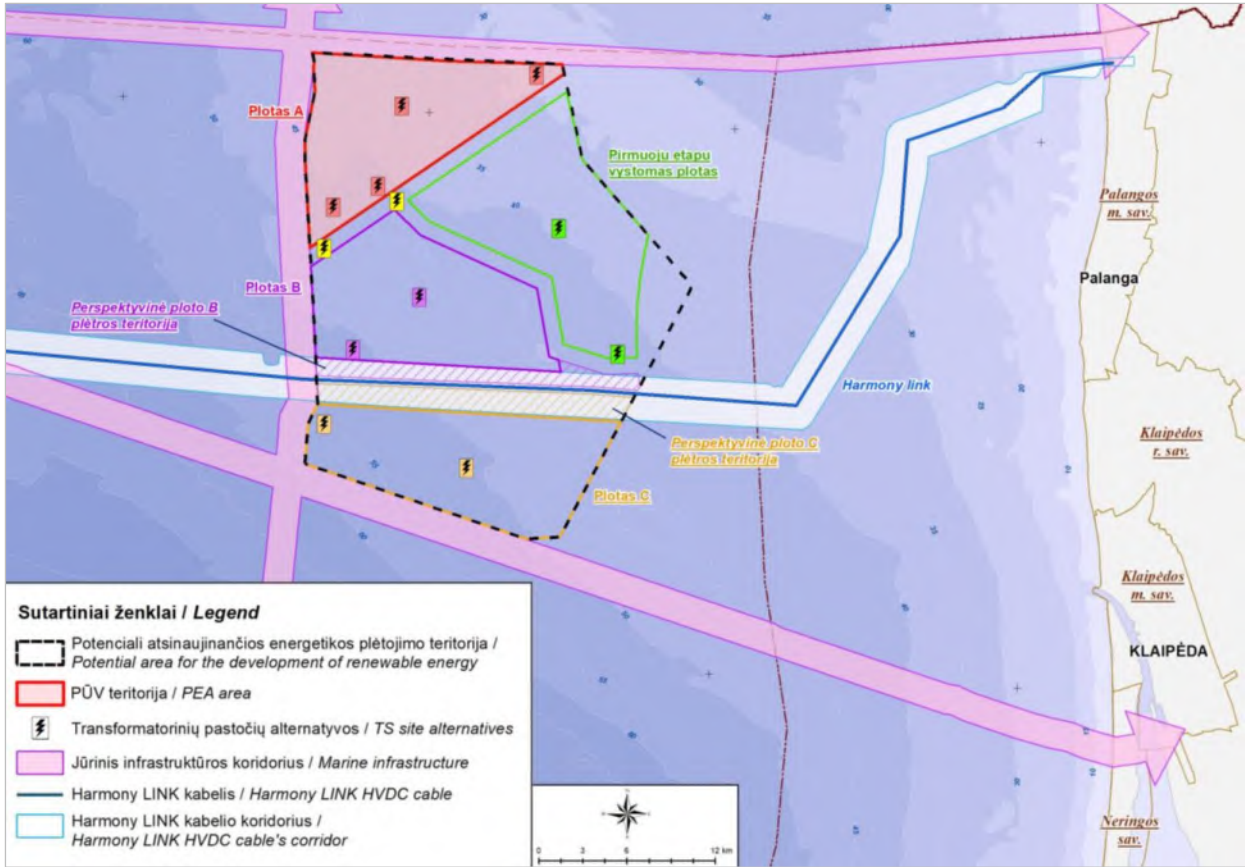 Plotas A
Pirmuoju etapu
vystomas plotas
Palangos
m. sav.
Palanga
Plotas B
Perspektyvinė ploto B
plėtros teritorija
Harmony link
Klaipėdos
r. sav.
Perspektyvinė ploto C
plėtros teritorija
Plotas C
Klaipėdos
m. sav.
KLAIPĖDA
Neringos
sav.
Sutartiniai ženklai / Legend
Potenciali atsinaujinančios energetikos plėtojimo teritorija /
Potential area for the development of renewable energy
PŪV teritorija / PEA area
Transformatorinių pastočių alternatyvos / TS site alternatives
Jūrinis infrastruktūros koridorius / Marine infrastructure
Harmony LINK kabelis / Harmony LINK HVDC cable
Harmony LINK kabelio koridorius /
Harmony LINK HVDC cable's corridor
0 3 6 12 km